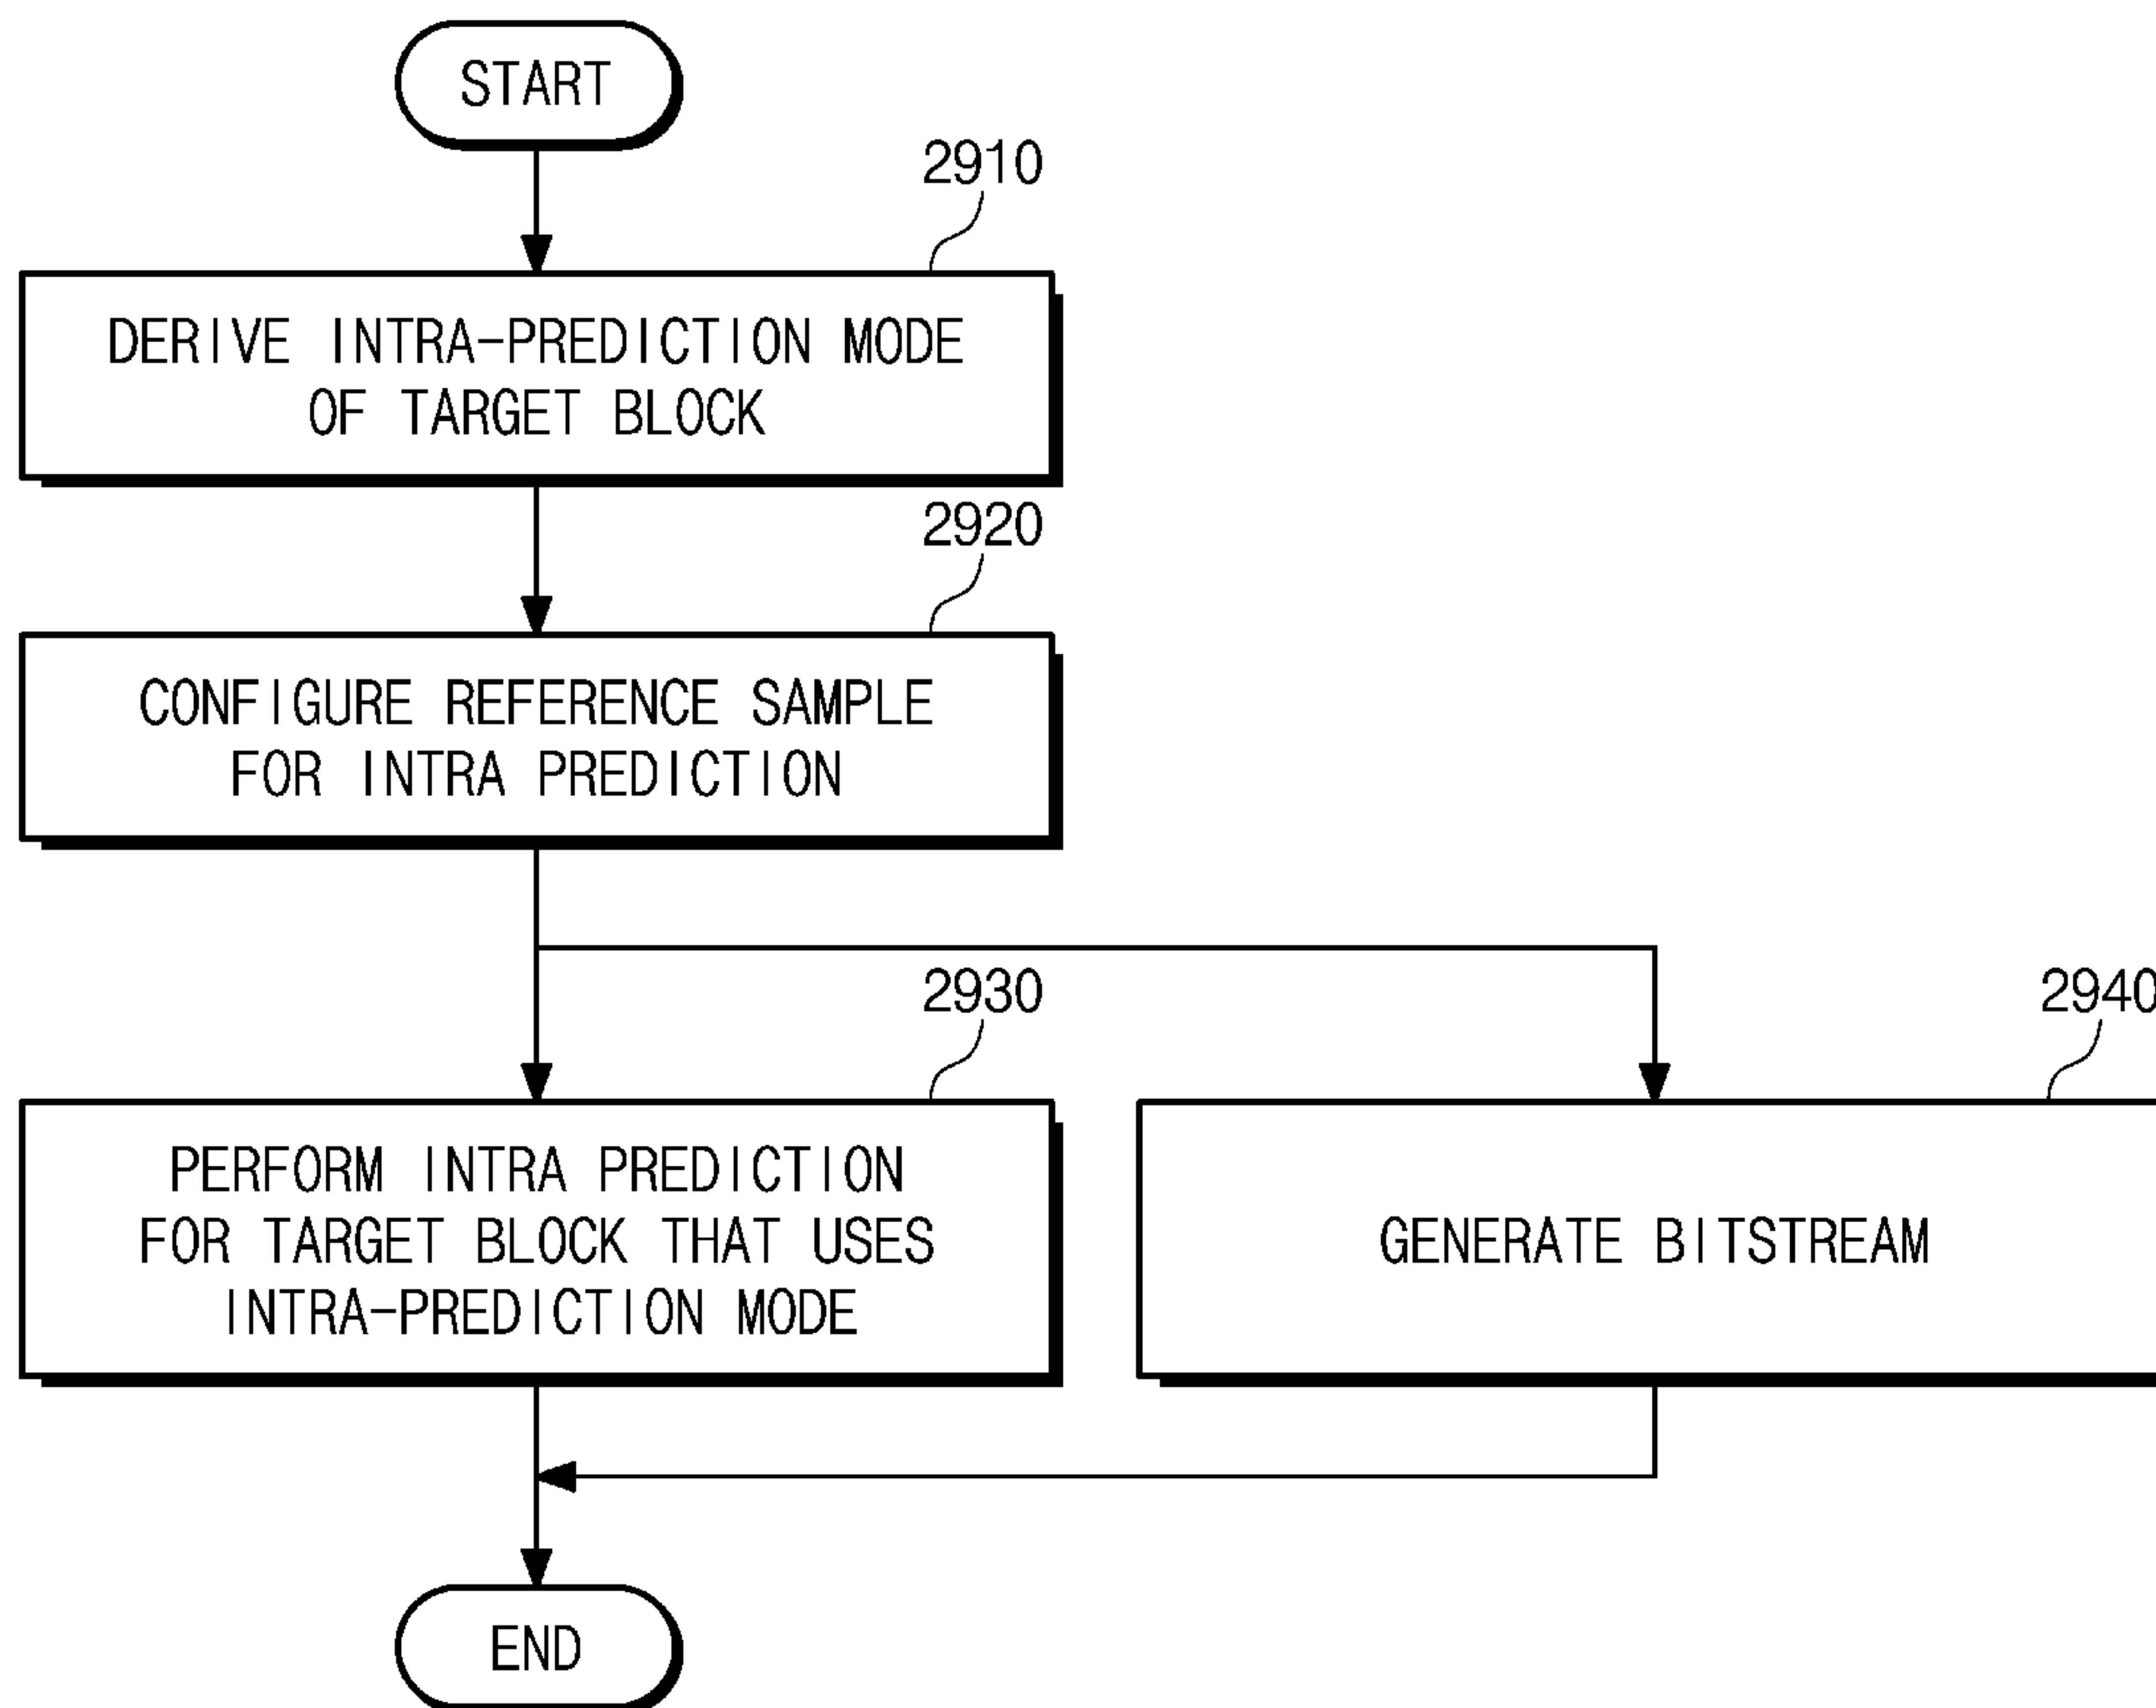 START
2910
DERIVE INTRA-PREDICTION MODE
OF TARGET BLOCK
2920
CONFIGURE REFERENCE SAMPLE
FOR INTRA PREDICTION
2930
PERFORM INTRA PREDICTION
FOR TARGET BLOCK THAT USES
INTRA-PREDICTION MODE
2940
GENERATE BITSTREAM
END